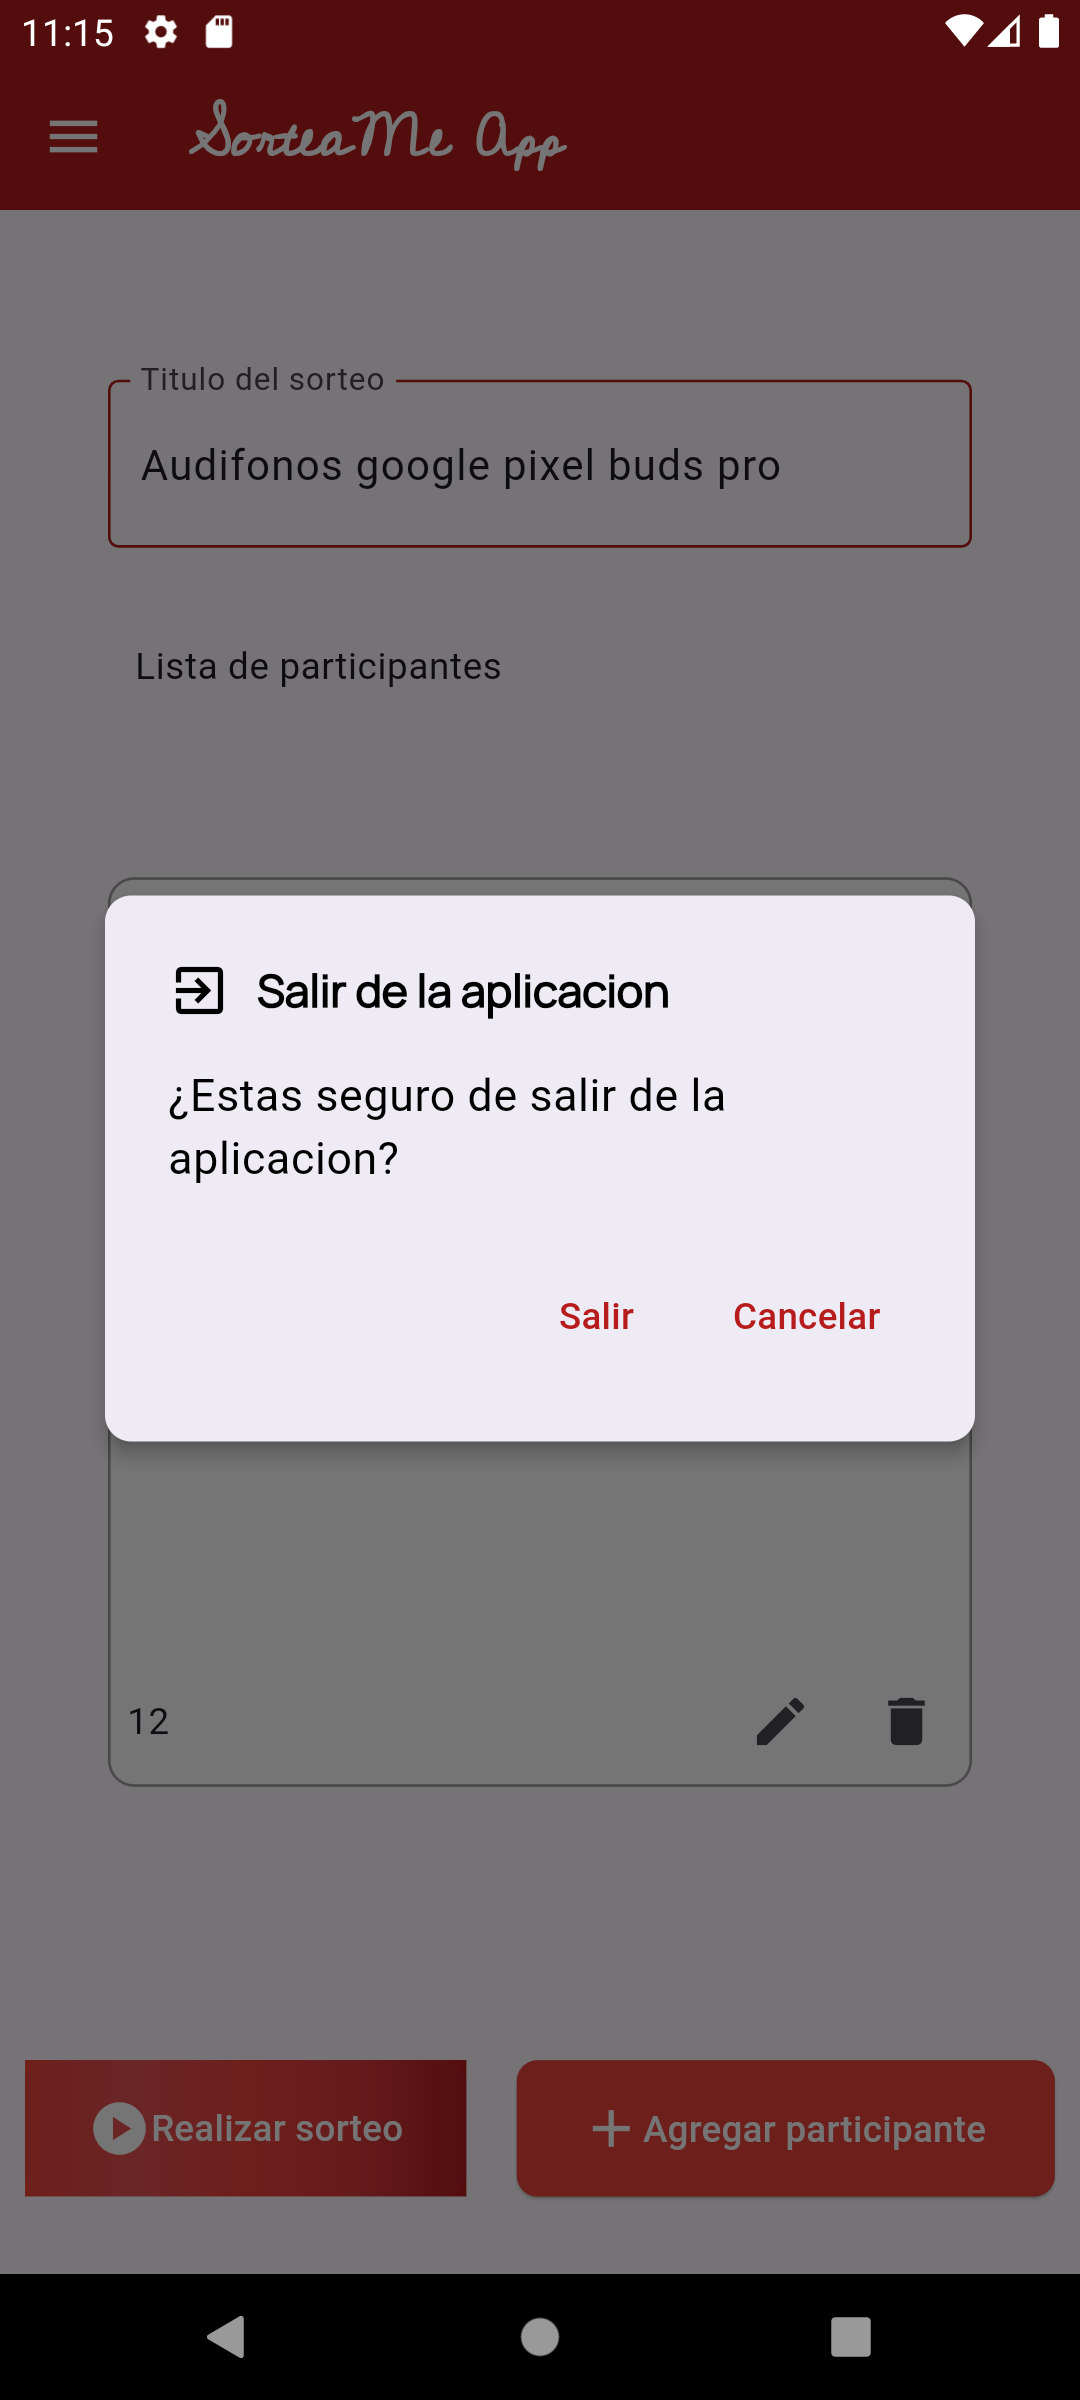 11:15
SorteaMe App
Titulo del sorteo
Audifonos google pixel buds pro
Lista de participantes
Salir de la aplicacion
¿Estas seguro de salir de la
aplicacion?
Salir Cancelar
12
Realizar sorteo Agregar participante